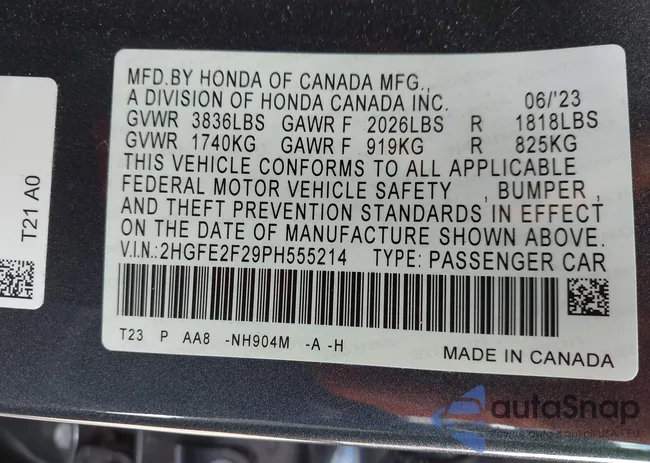 MFD.BY HONDA OF CANADA MFG.,
A DIVISION OF HONDA CANADA INC. 06/'23
GVWR 3836LBS GAWR F 2026LBS R 1818LBS
GVWR 1740KG GAWR F 919KG R 825KG
THIS VEHICLE CONFORMS TO ALL APPLICABLE
FEDERAL MOTOR VEHICLE SAFETY , BUMPER ,
AND THEFT PREVENTION STANDARDS IN EFFECT
ON THE DATE OF MANUFACTURE SHOWN ABOVE.
V.I.N.:2HGFE2F29PH555214 TYPE: PASSENGER CAR
T23 P AA8 -NH904M -A -H
MADE IN CANADA
T21 A0
autoSnap